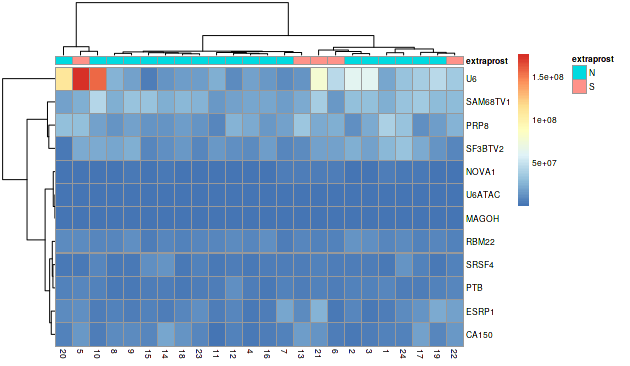 extraprost
U6
SAM68TV1
PRP8
SF3BTV2
NOVA1
U6ATAC
MAGOH
RBM22
SRSF4
PTB
ESRP1
CA150
20 5 10 8 9 15 14 18 23 11 12 4 16 7 13 21 6 2 3 1 24 17 19 22
1.5e+08
1e+08
5e+07
extraprost
N
S